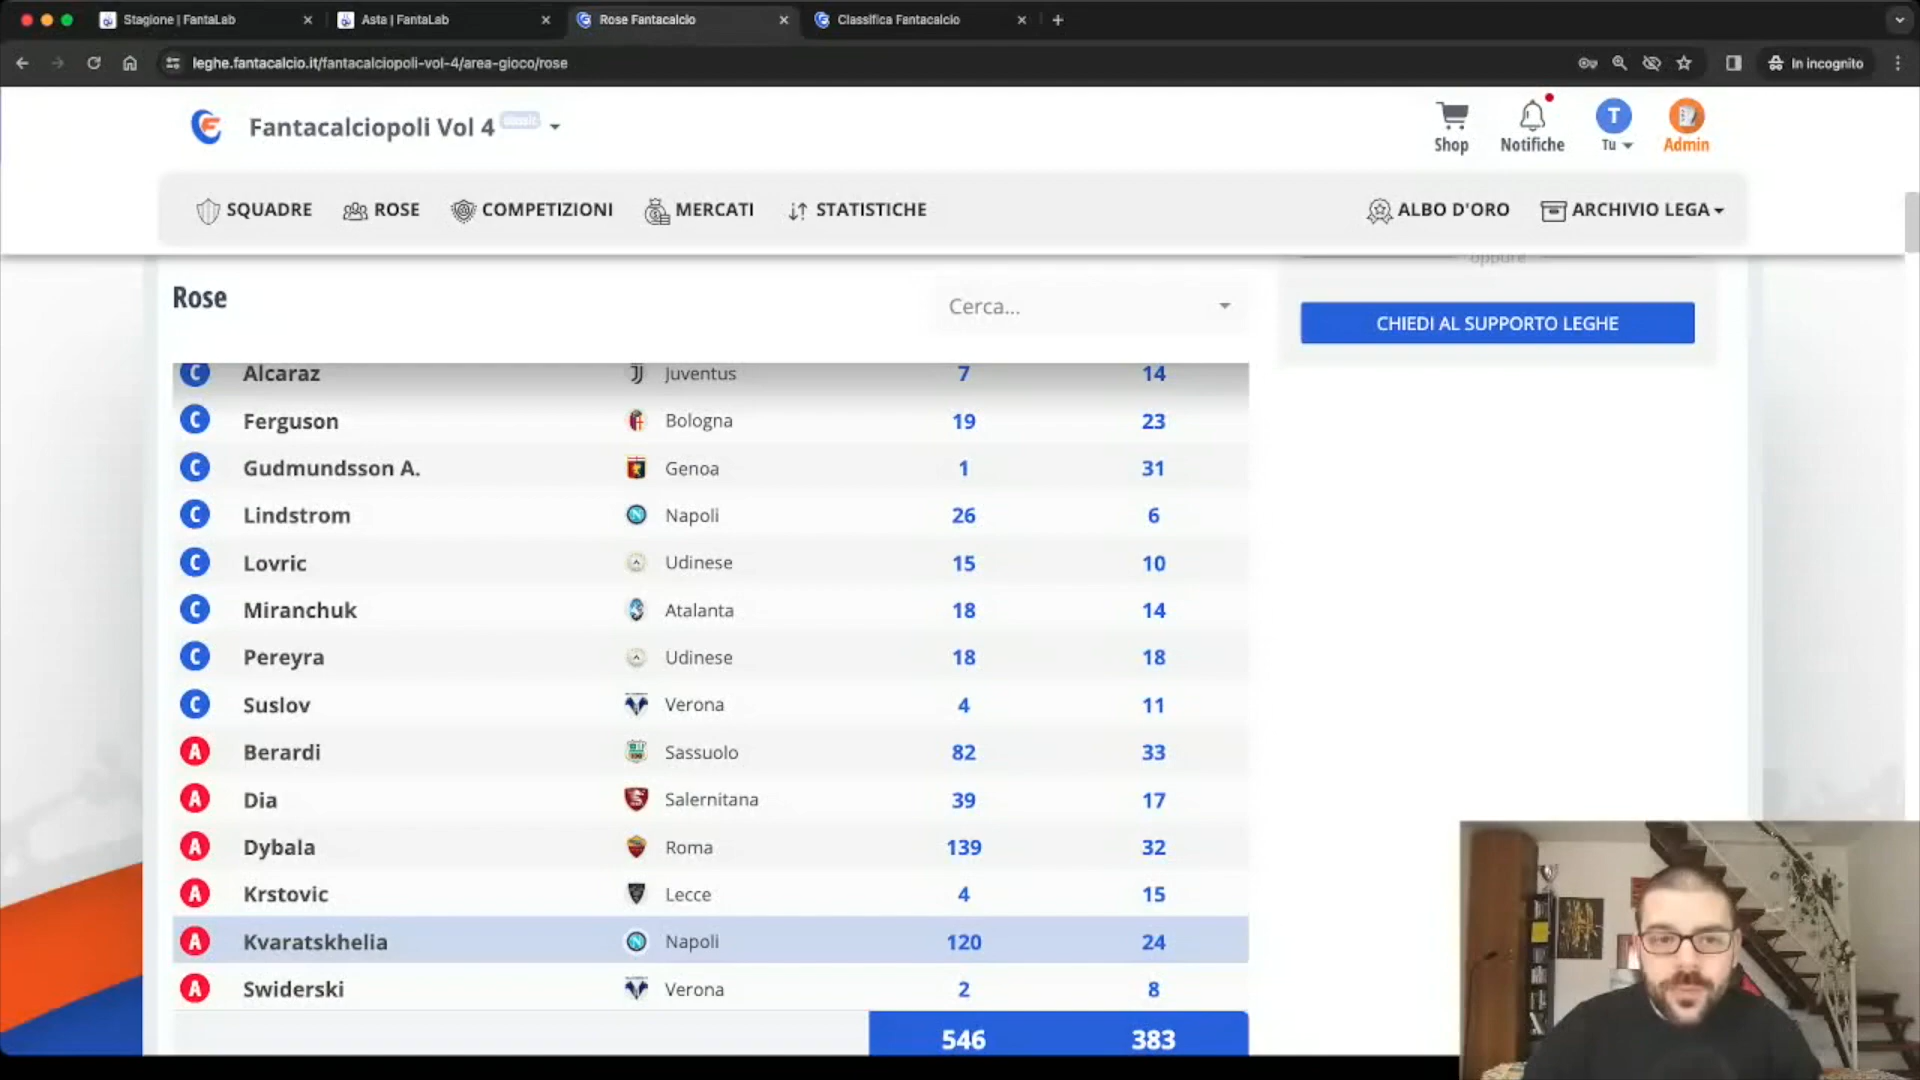 Stagione | FantaLab
Asta | FantaLab
Rose Fantacalcio
Classifica Fantacalcio
leghe.fantacalcio.it/fantacalciopoli-vol-4/area-gioco/rose
In incognito
Fantacalciopoli Vol 4 classic
Shop
Notifiche
T
Tu
Admin
SQUADRE
ROSE
COMPETIZIONI
MERCATI
STATISTICHE
ALBO D'ORO
ARCHIVIO LEGA
oppure
Rose
Cerca...
CHIEDI AL SUPPORTO LEGHE
C Alcaraz Juventus 7 14
C Ferguson Bologna 19 23
C Gudmundsson A. Genoa 1 31
C Lindstrom Napoli 26 6
C Lovric Udinese 15 10
C Miranchuk Atalanta 18 14
C Pereyra Udinese 18 18
C Suslov Verona 4 11
A Berardi Sassuolo 82 33
A Dia Salernitana 39 17
A Dybala Roma 139 32
A Krstovic Lecce 4 15
A Kvaratskhelia Napoli 120 24
A Swiderski Verona 2 8
546 383